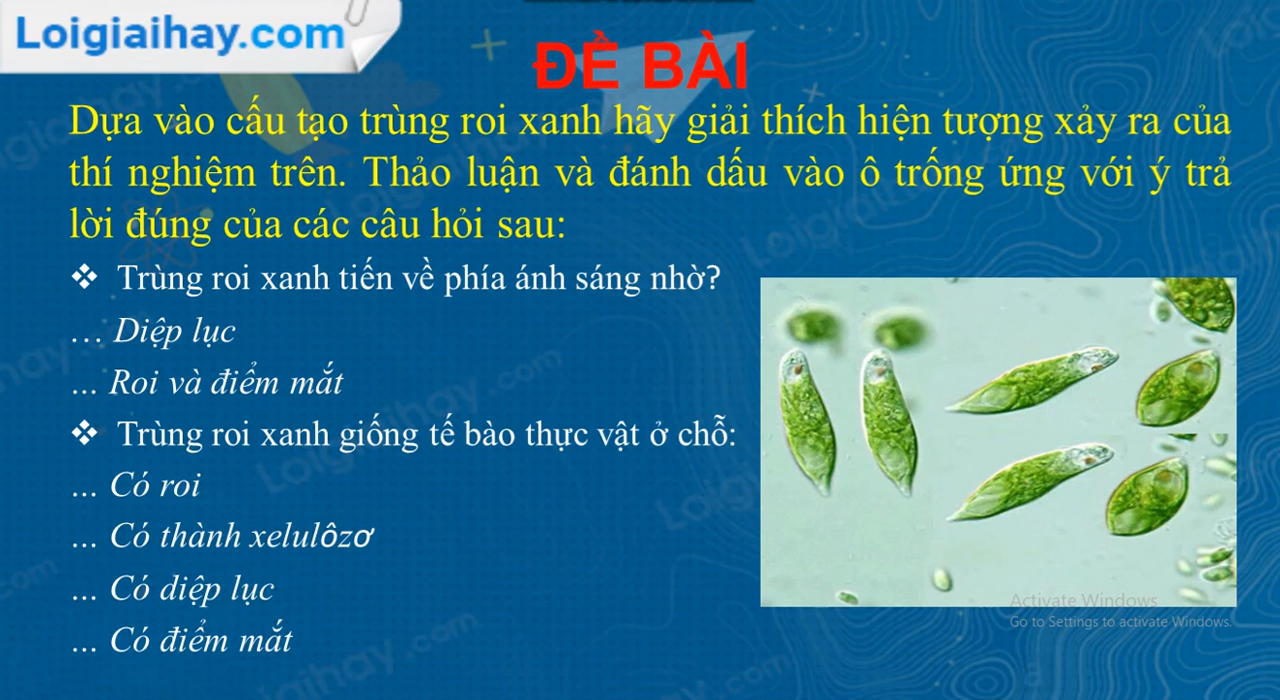 Loigiaihay.com
ĐỀ BÀI
Dựa vào cấu tạo trùng roi xanh hãy giải thích hiện tượng xảy ra của
thí nghiệm trên. Thảo luận và đánh dấu vào ô trống ứng với ý trả
lời đúng của các câu hỏi sau:
❖ Trùng roi xanh tiến về phía ánh sáng nhờ?
… Diệp lục
... Roi và điểm mắt
❖ Trùng roi xanh giống tế bào thực vật ở chỗ:
... Có roi
... Có thành xelulôzơ
... Có diệp lục
... Có điểm mắt
Activate Windows
Go to Settings to activate Windows.